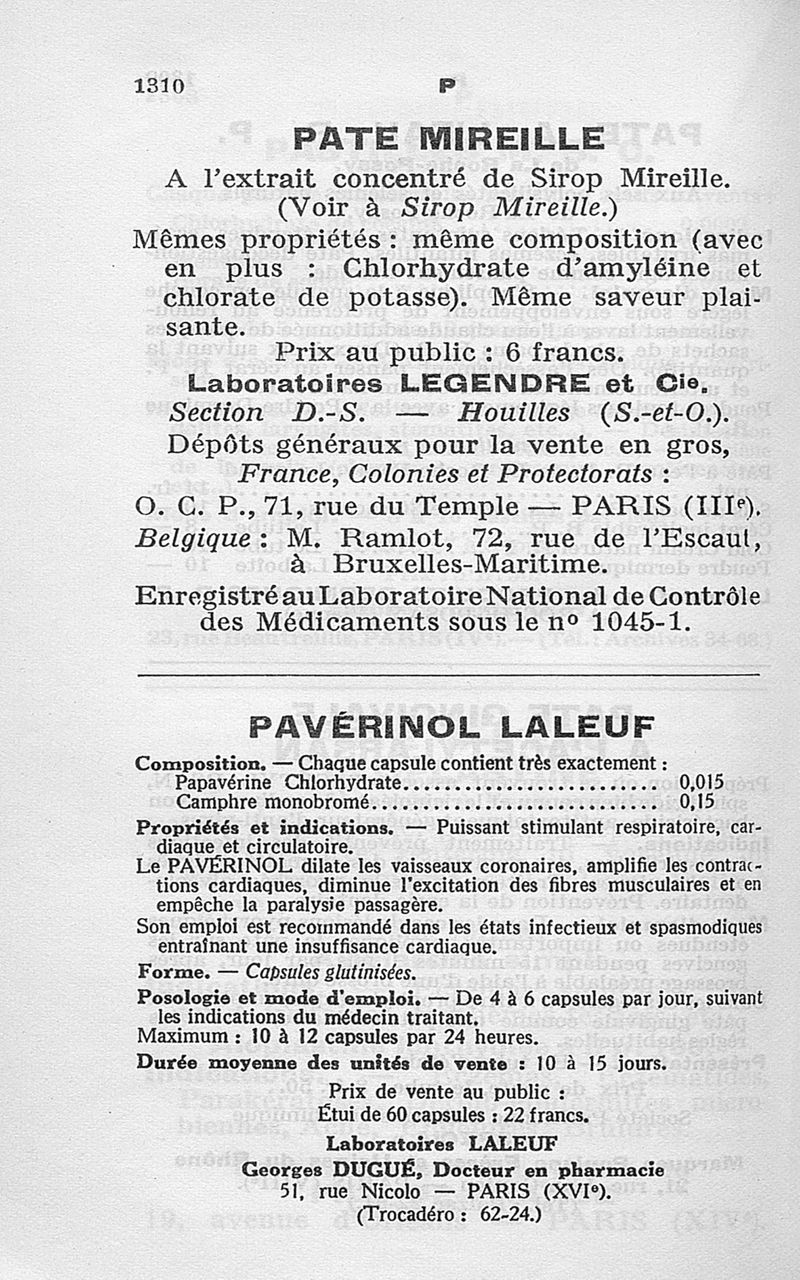 1310
P
PATE MIREILLE
A l'extrait concentré de Sirop Mireille.
(Voir à Sirop Mireille.)
Mêmes propriétés : même composition (avec
en plus : Chlorhydrate d'amyléine et
chlorate de potasse). Même saveur plai-
sante.
Prix au public : 6 francs.
Laboratoires LEGENDRE et Cie.
Section D.-S. — Houilles (S.-et-O.).
Dépôts généraux pour la vente en gros,
France, Colonies et Protectorats :
O. C. P., 71, rue du Temple — PARIS (IIIe).
Belgique : M. Ramlot, 72, rue de l'Escaut,
à Bruxelles-Maritime.
Enregistré au Laboratoire National de Contrôle
des Médicaments sous le no 1045-1.
PAVÉRINOL LALEUF
Composition. — Chaque capsule contient très exactement :
Papavérine Chlorhydrate........................ 0,015
Camphre monobromé........................... 0,15
Propriétés et indications. — Puissant stimulant respiratoire, car-
diaque et circulatoire.
Le PAVÉRINOL dilate les vaisseaux coronaires, amplifie les contrac-
tions cardiaques, diminue l'excitation des fibres musculaires et en
empêche la paralysie passagère.
Son emploi est recommandé dans les états infectieux et spasmodiques
entraînant une insuffisance cardiaque.
Forme. — Capsules glutinisées.
Posologie et mode d'emploi. — De 4 à 6 capsules par jour, suivant
les indications du médecin traitant.
Maximum : 10 à 12 capsules par 24 heures.
Durée moyenne des unités de vente : 10 à 15 jours.
Prix de vente au public :
Étui de 60 capsules : 22 francs.
Laboratoires LALEUF
Georges DUGUÉ, Docteur en pharmacie
51, rue Nicolo — PARIS (XVIe).
(Trocadéro : 62-24.)